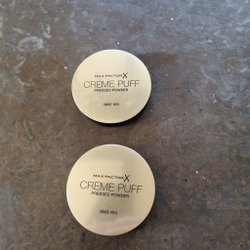 MAX FACTOR X
CREME PUFF
PRESSED POWDER
SINCE 1953
MAX FACTOR X
CREME PUFF
PRESSED POWDER
SINCE 1953